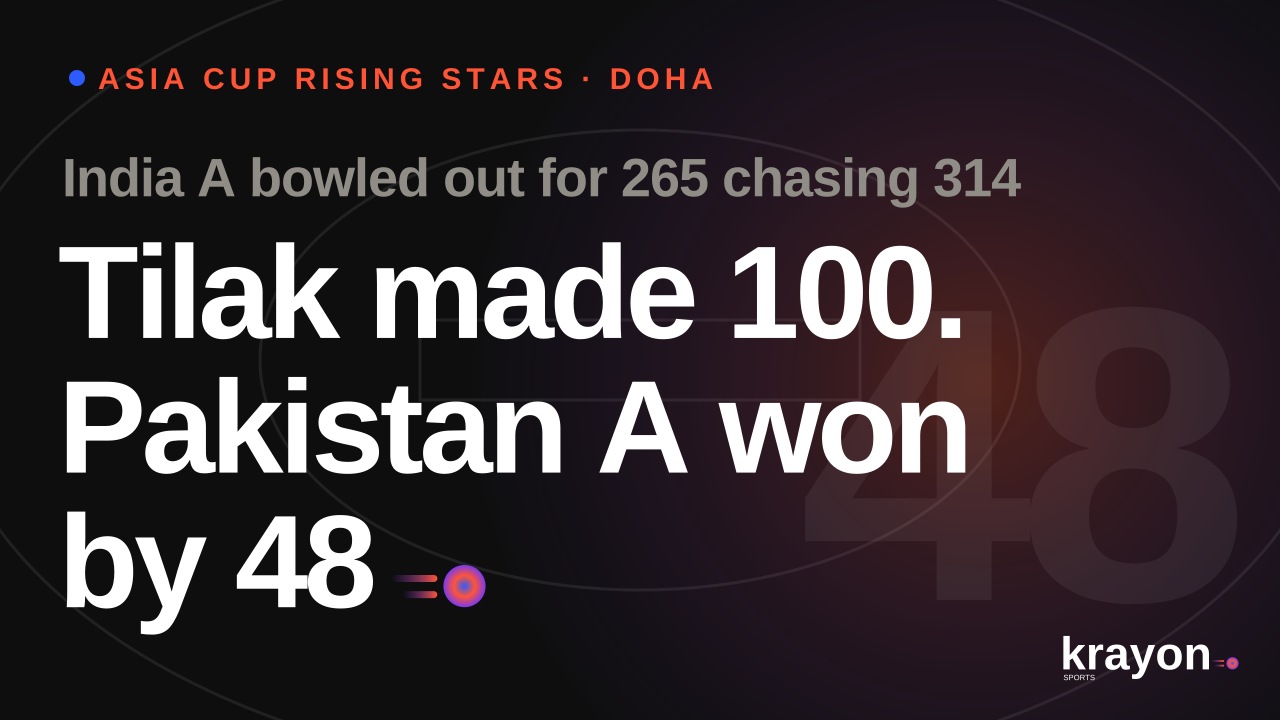 ASIA CUP RISING STARS · DOHA
India A bowled out for 265 chasing 314
Tilak made 100.
Pakistan A won
by 48
48
krayon
SPORTS